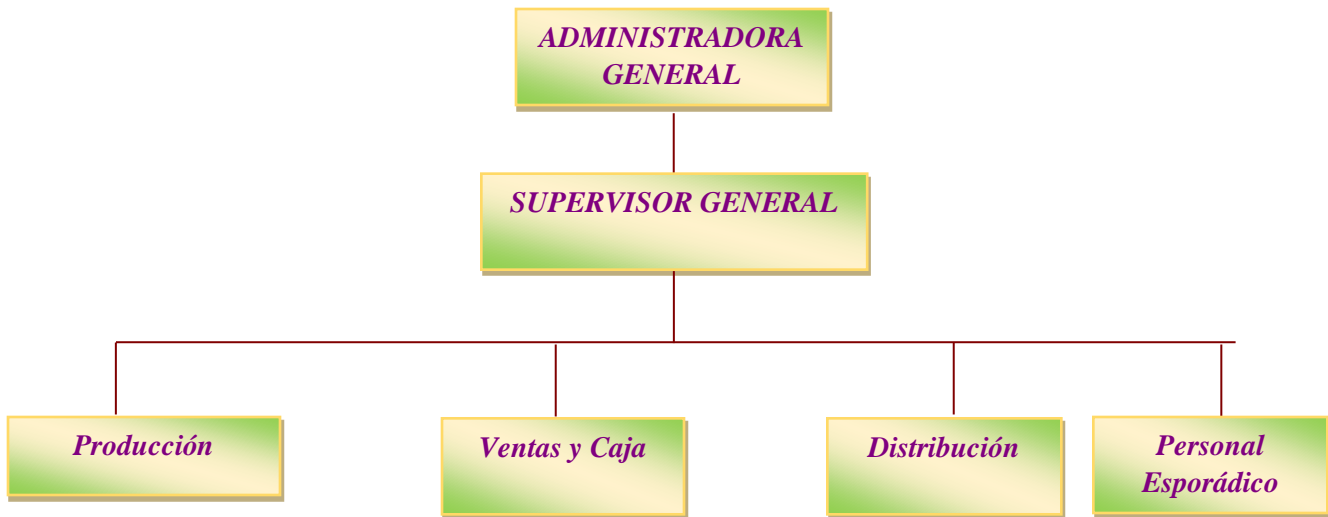 ADMINISTRADORA
GENERAL
SUPERVISOR GENERAL
Producción
Ventas y Caja
Distribución
Personal
Esporádico